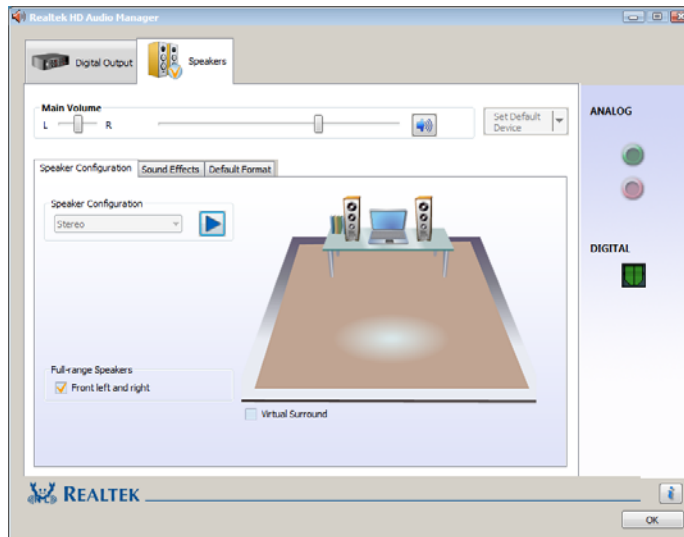 Realtek HD Audio Manager
Digital Output
Speakers
Main Volume
L
R
Set Default
Device
ANALOG
Speaker Configuration
Sound Effects
Default Format
Speaker Configuration
Stereo
DIGITAL
Full-range Speakers
Front left and right
Virtual Surround
REALTEK
i
OK